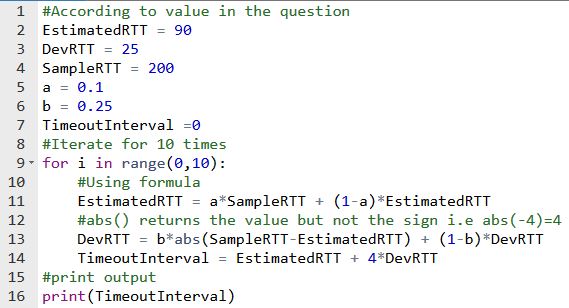 1 #According to value in the question
2 EstimatedRTT = 90
3 DevRTT = 25
4 SampleRTT = 200
5 a = 0.1
6 b = 0.25
7 TimeoutInterval =0
8 #Iterate for 10 times
9 for i in range(0,10):
10 #Using formula
11 EstimatedRTT = a*SampleRTT + (1-a)*EstimatedRTT
12 #abs() returns the value but not the sign i.e abs(-4)=4
13 DevRTT = b*abs(SampleRTT-EstimatedRTT) + (1-b)*DevRTT
14 TimeoutInterval = EstimatedRTT + 4*DevRTT
15 #print output
16 print(TimeoutInterval)